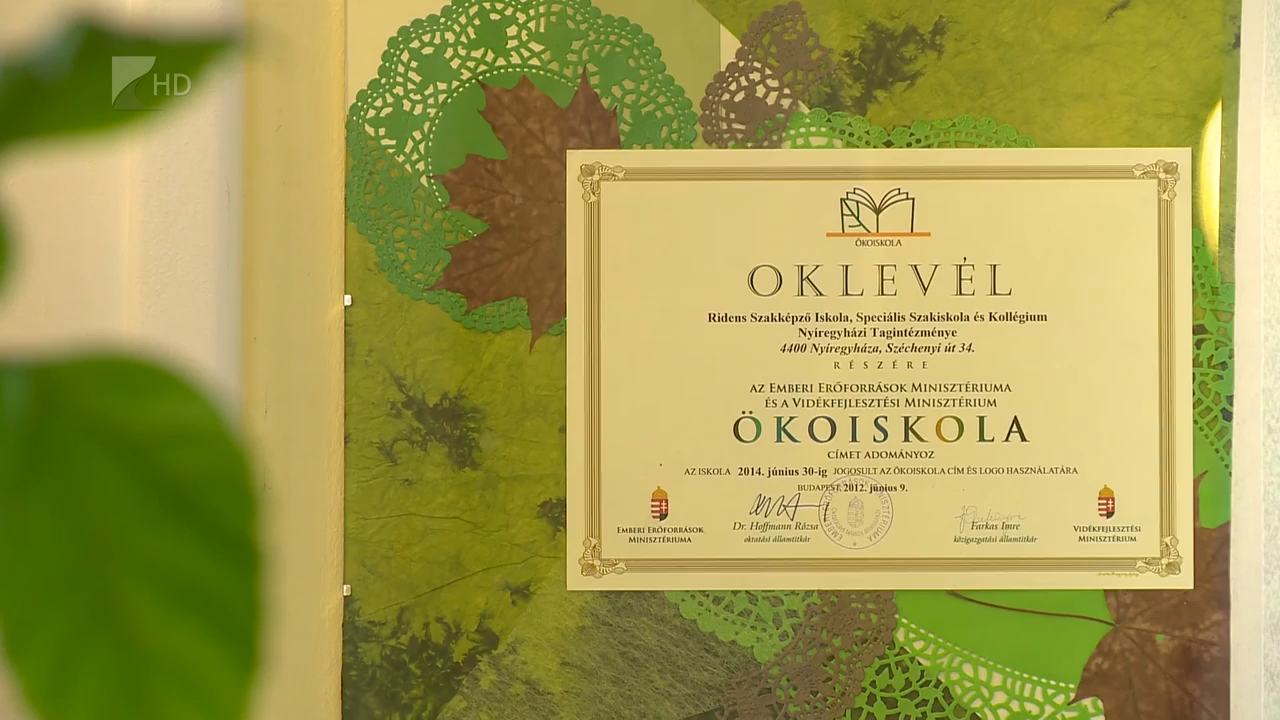 HD
ÖKOISKOLA
OKLEVÉL
Ridens Szakképző Iskola, Speciális Szakiskola és Kollégium
Nyíregyházi Tagintézménye
4400 Nyíregyháza, Széchenyi út 34.
RÉSZÉRE
AZ EMBERI ERŐFORRÁSOK MINISZTÉRIUMA
ÉS A VIDÉKFEJLESZTÉSI MINISZTÉRIUM
ÖKOISKOLA
CÍMET ADOMÁNYOZ
AZ ISKOLA 2014. június 30-ig JOGOSULT AZ ÖKOISKOLA CÍM ÉS LOGO HASZNÁLATÁRA
BUDAPEST, 2012. június 9.
EMBERI ERŐFORRÁSOK
MINISZTÉRIUMA
Dr. Hoffmann Rózsa
oktatási államtitkár
EMBERI ERŐFORRÁSOK MINISZTÉRIUMA
Farkas Imre
közigazgatási államtitkár
VIDÉKFEJLESZTÉSI
MINISZTÉRIUM